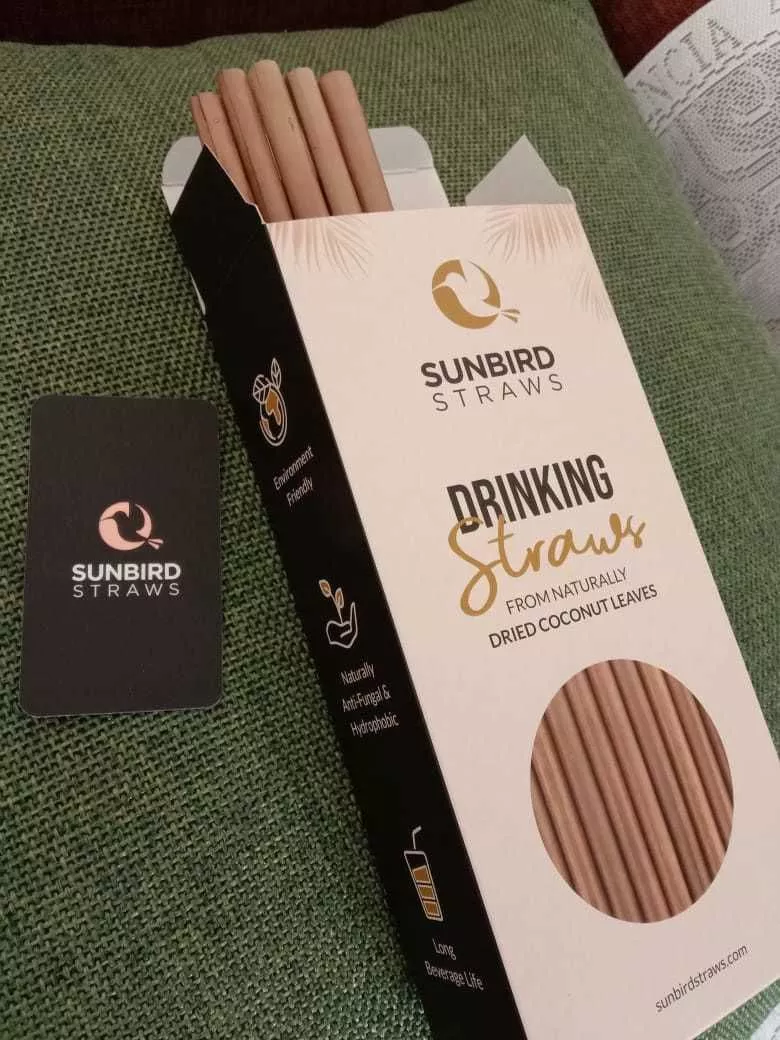 NCIA
SUNBIRD
STRAWS
DRINKING
Straws
FROM NATURALLY
DRIED COCONUT LEAVES
sunbirdstraws.com
Environment
Friendly
Naturally
Anti-Fungal &
Hydrophobic
Long
Beverage Life
SUNBIRD
STRAWS